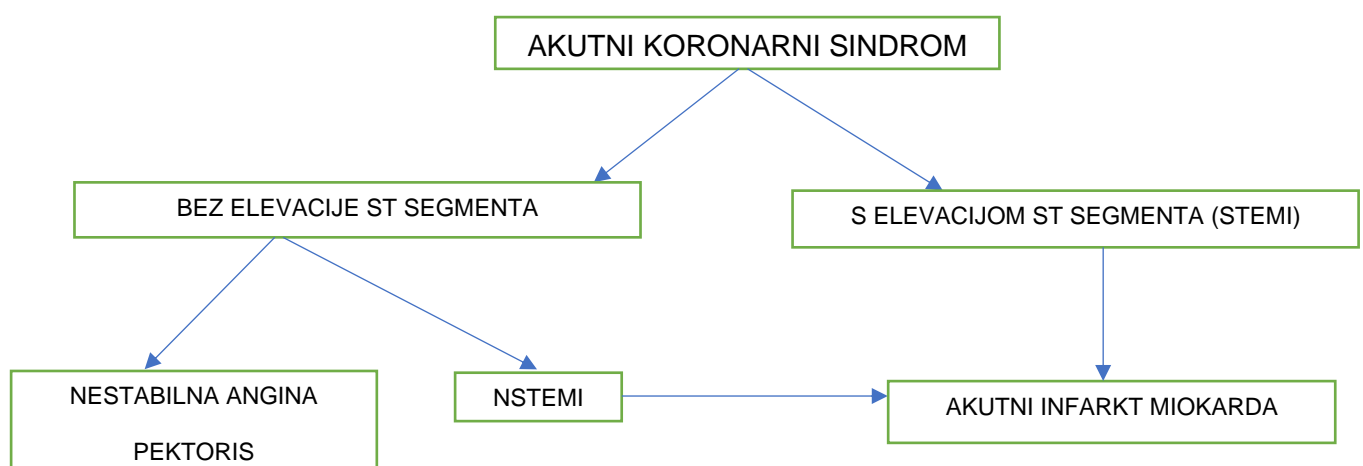 AKUTNI KORONARNI SINDROM
BEZ ELEVACIJE ST SEGMENTA
S ELEVACIJOM ST SEGMENTA (STEMI)
NESTABILNA ANGINA
PEKTORIS
NSTEMI
AKUTNI INFARKT MIOKARDA